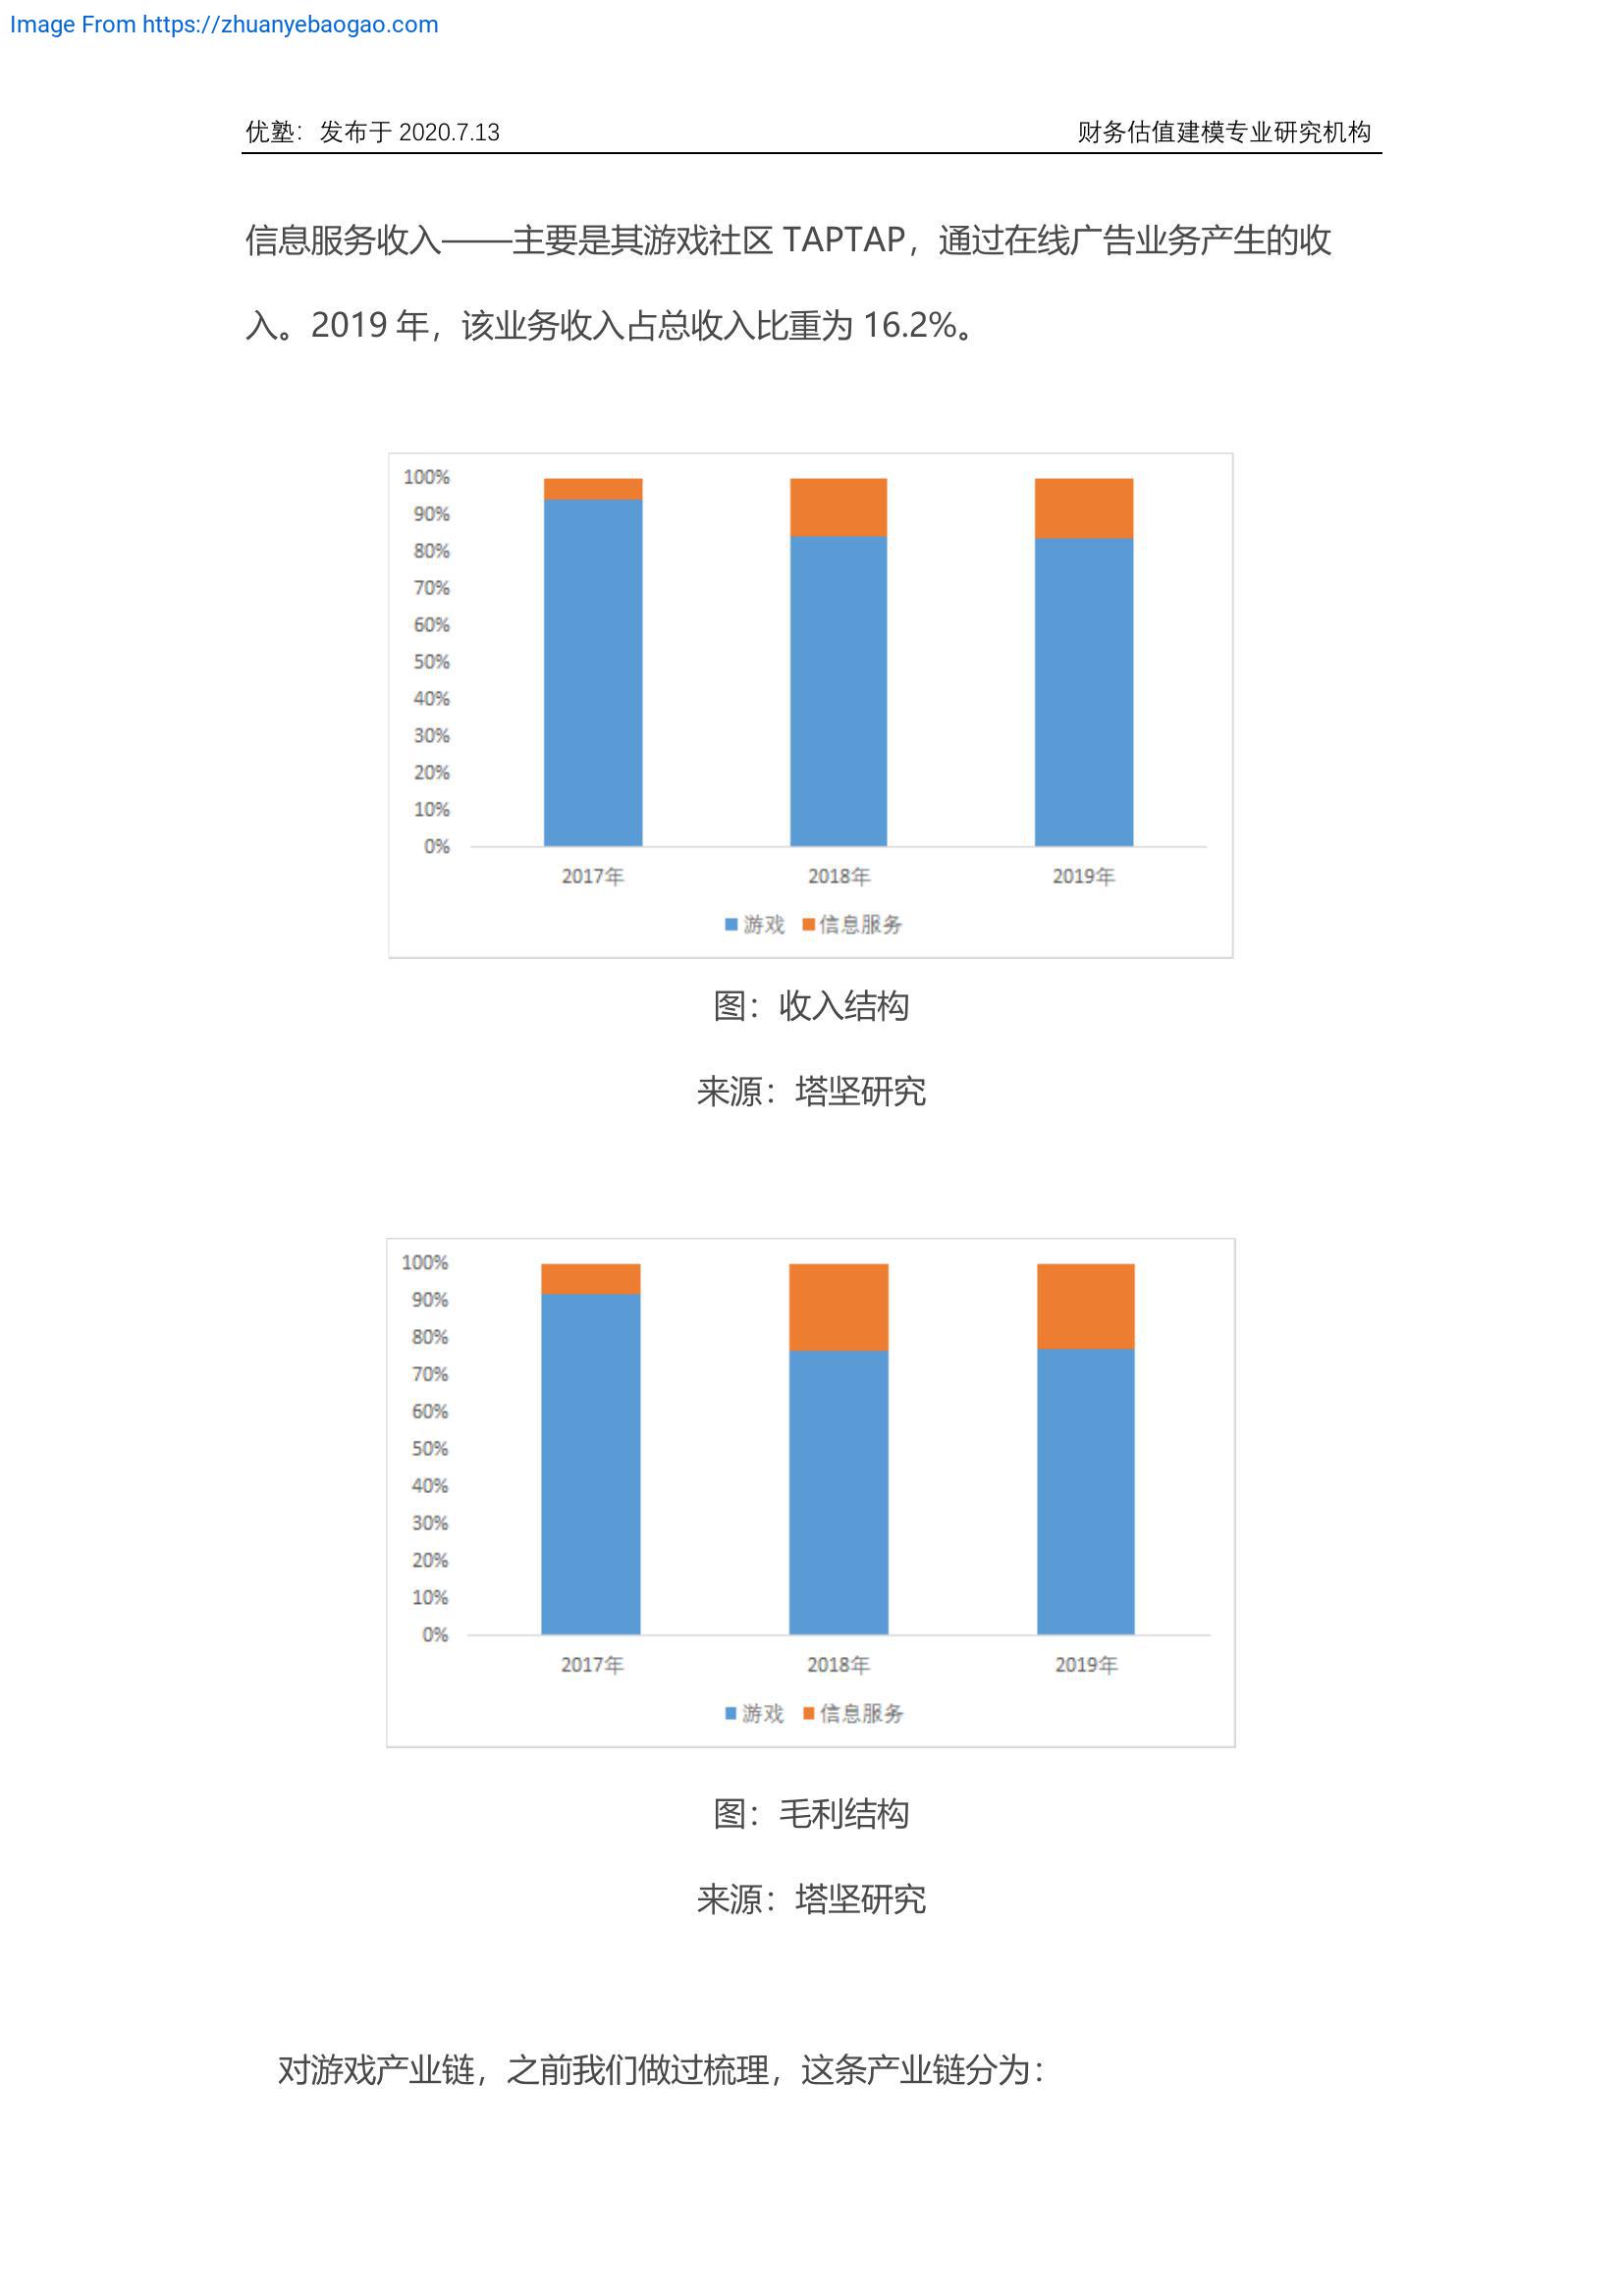 Image From https://zhuanyebaogao.com
优塾：发布于 2020.7.13 财务估值建模专业研究机构
信息服务收入——主要是其游戏社区 TAPTAP，通过在线广告业务产生的收
入。2019 年，该业务收入占总收入比重为 16.2%。
100%
90%
80%
70%
60%
50%
40%
30%
20%
10%
0%
2017年 2018年 2019年
游戏 信息服务
图：收入结构
来源：塔坚研究
100%
90%
80%
70%
60%
50%
40%
30%
20%
10%
0%
2017年 2018年 2019年
游戏 信息服务
图：毛利结构
来源：塔坚研究
对游戏产业链，之前我们做过梳理，这条产业链分为：